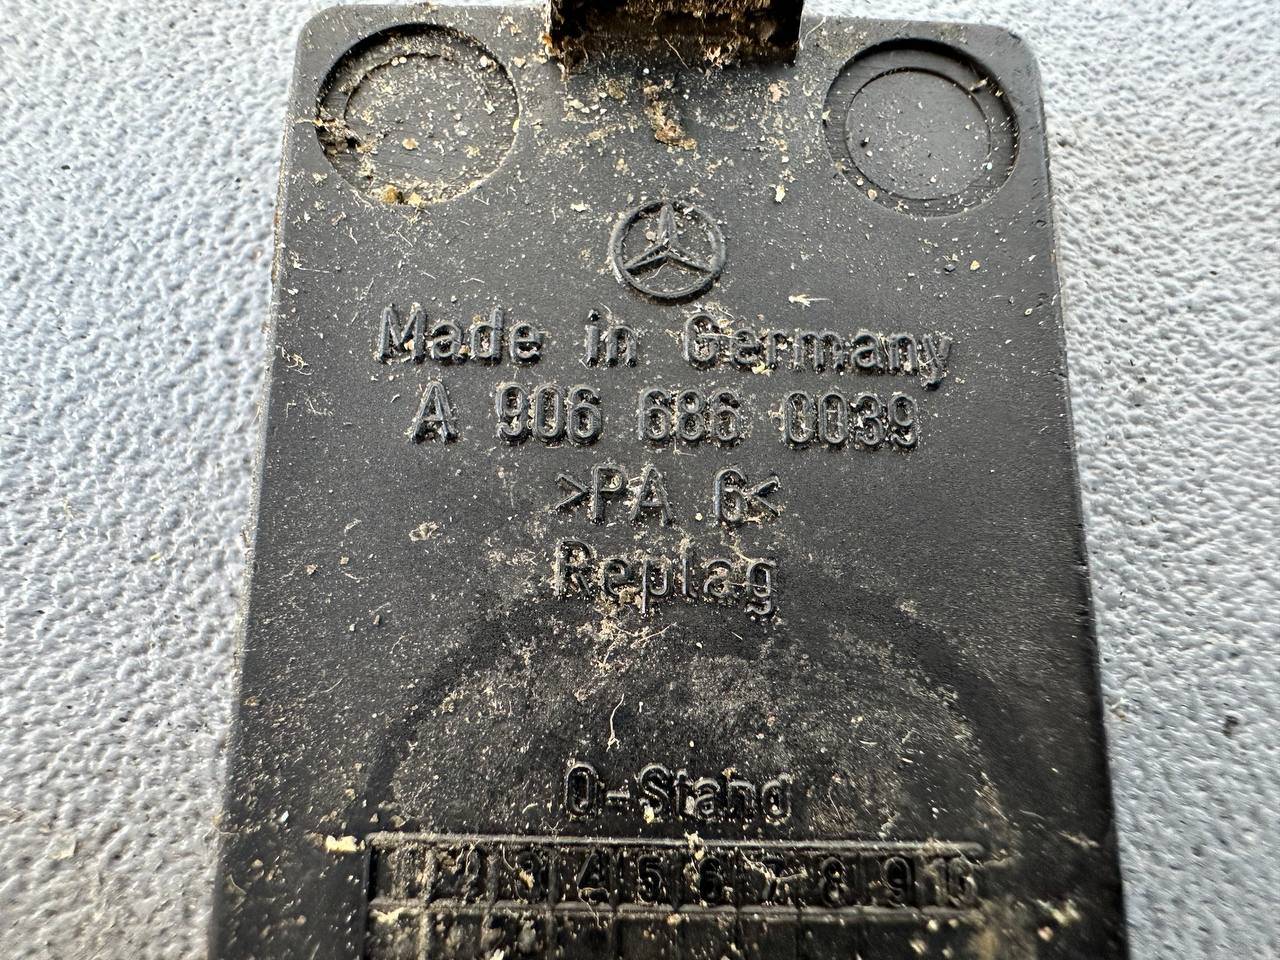 Made in Germany
A 906 686 0039
>PA 6<
Replag
Q-Stand
1 2 3 4 5 6 7 8 9 10